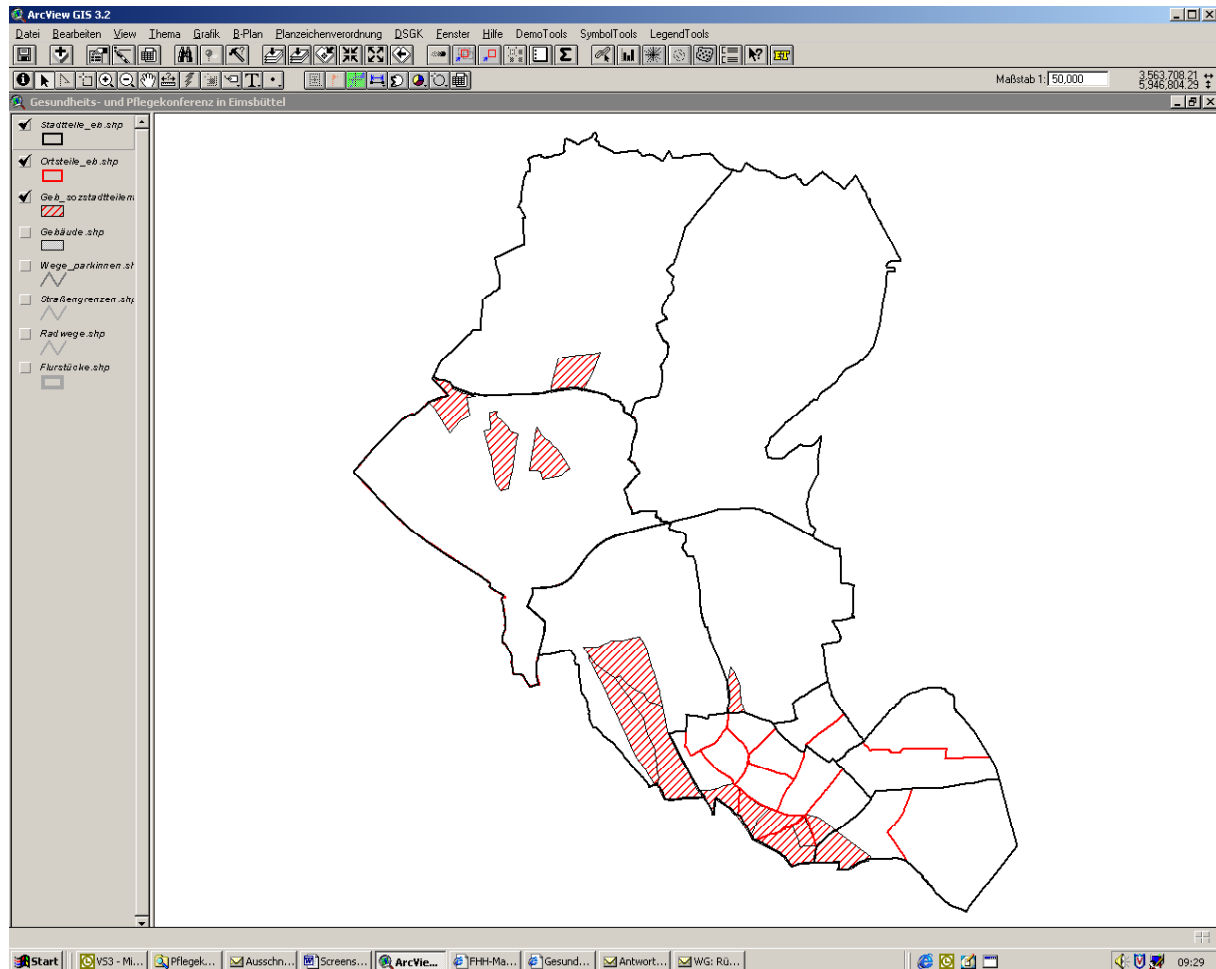 ArcView GIS 3.2
Datei Bearbeiten View Thema Grafik B-Plan Planzeichenverordnung DSGK Fenster Hilfe DemoTools SymbolTools LegendTools
Maßstab 1: 50,000 3,563,708.21
5,946,804.29
Gesundheits- und Pflegekonferenz in Eimsbüttel
Stadtteile_eb.shp
Ortsteile_eb.shp
Geb_sozstadtteilen
Gebäude.shp
Wege_parkinnen.sh
Straßengrenzen.shp
Radwege.shp
Flurstücke.shp
Start VS3 - Mi... Pflegek... Ausschn... Screens... ArcVie... FHH-Ma... Gesund... Antwort... WG: Rü... 09:29